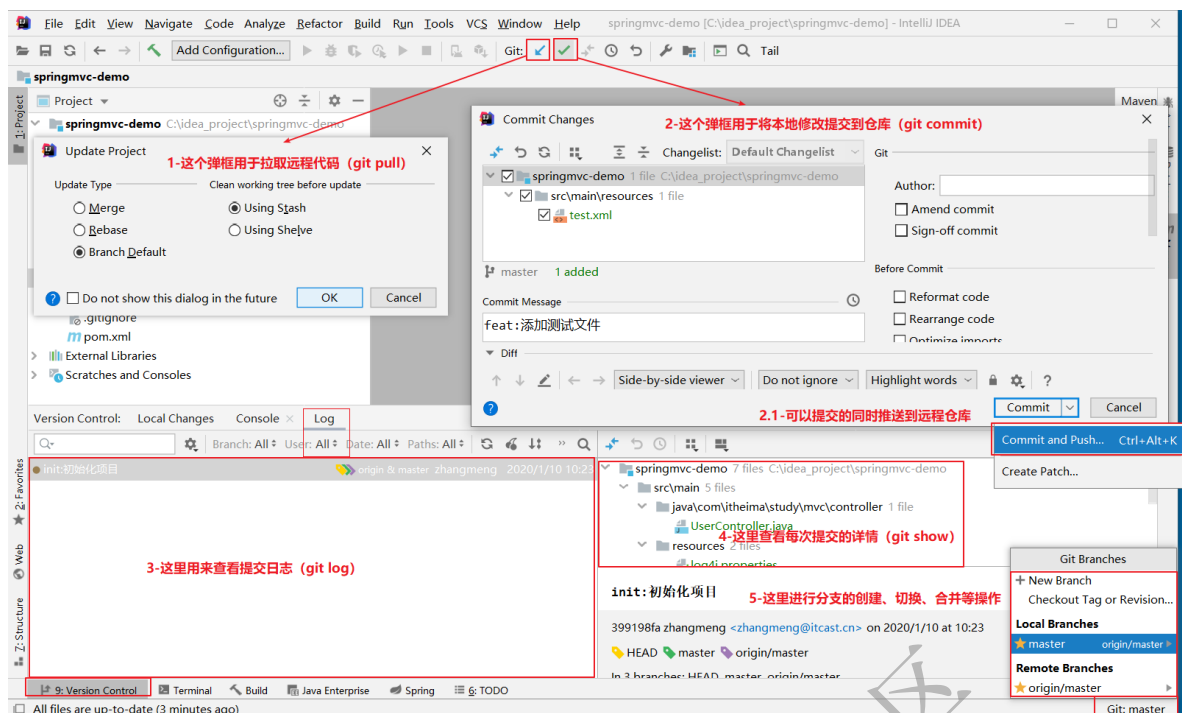 File Edit View Navigate Code Analyze Refactor Build Run Tools VCS Window Help springmvc-demo [C:\idea_project\springmvc-demo] - IntelliJ IDEA
Add Configuration... Git: Tail
springmvc-demo
1: Project
Project
Maven
springmvc-demo C:\idea_project\springmvc-demo
Update Project
1-这个弹框用于拉取远程代码（git pull）
Update Type Clean working tree before update
Merge Using Stash
Rebase Using Shelve
Branch Default
Do not show this dialog in the future OK Cancel
.gitignore
pom.xml
External Libraries
Scratches and Consoles
Commit Changes
2-这个弹框用于将本地修改提交到仓库（git commit）
Changelist: Default Changelist Git
springmvc-demo 1 file C:\idea_project\springmvc-demo
src\main\resources 1 file
test.xml
Author:
Amend commit
Sign-off commit
master 1 added
Before Commit
Commit Message
Reformat code
feat:添加测试文件
Rearrange code
Optimize imports
Diff
Side-by-side viewer Do not ignore Highlight words
2.1-可以提交的同时推送到远程仓库
Commit Cancel
Commit and Push... Ctrl+Alt+K
Create Patch...
Version Control: Local Changes Console Log
Branch: All User: All Date: All Paths: All
init:初始化项目 origin & master zhangmeng 2020/1/10 10:23
3-这里用来查看提交日志（git log）
springmvc-demo 7 files C:\idea_project\springmvc-demo
src\main 5 files
java\com\itheima\study\mvc\controller 1 file
UserController.java
4-这里查看每次提交的详情（git show）
resources 2 files
log4j.properties
init:初始化项目
5-这里进行分支的创建、切换、合并等操作
399198fa zhangmeng <zhangmeng@itcast.cn> on 2020/1/10 at 10:23
HEAD master origin/master
In 3 branches: HEAD, master, origin/master
Git Branches
New Branch
Checkout Tag or Revision...
Local Branches
master origin/master
Remote Branches
origin/master
2: Favorites
Web
Z: Structure
9: Version Control Terminal Build Java Enterprise Spring 6: TODO
All files are up-to-date (3 minutes ago) Git: master